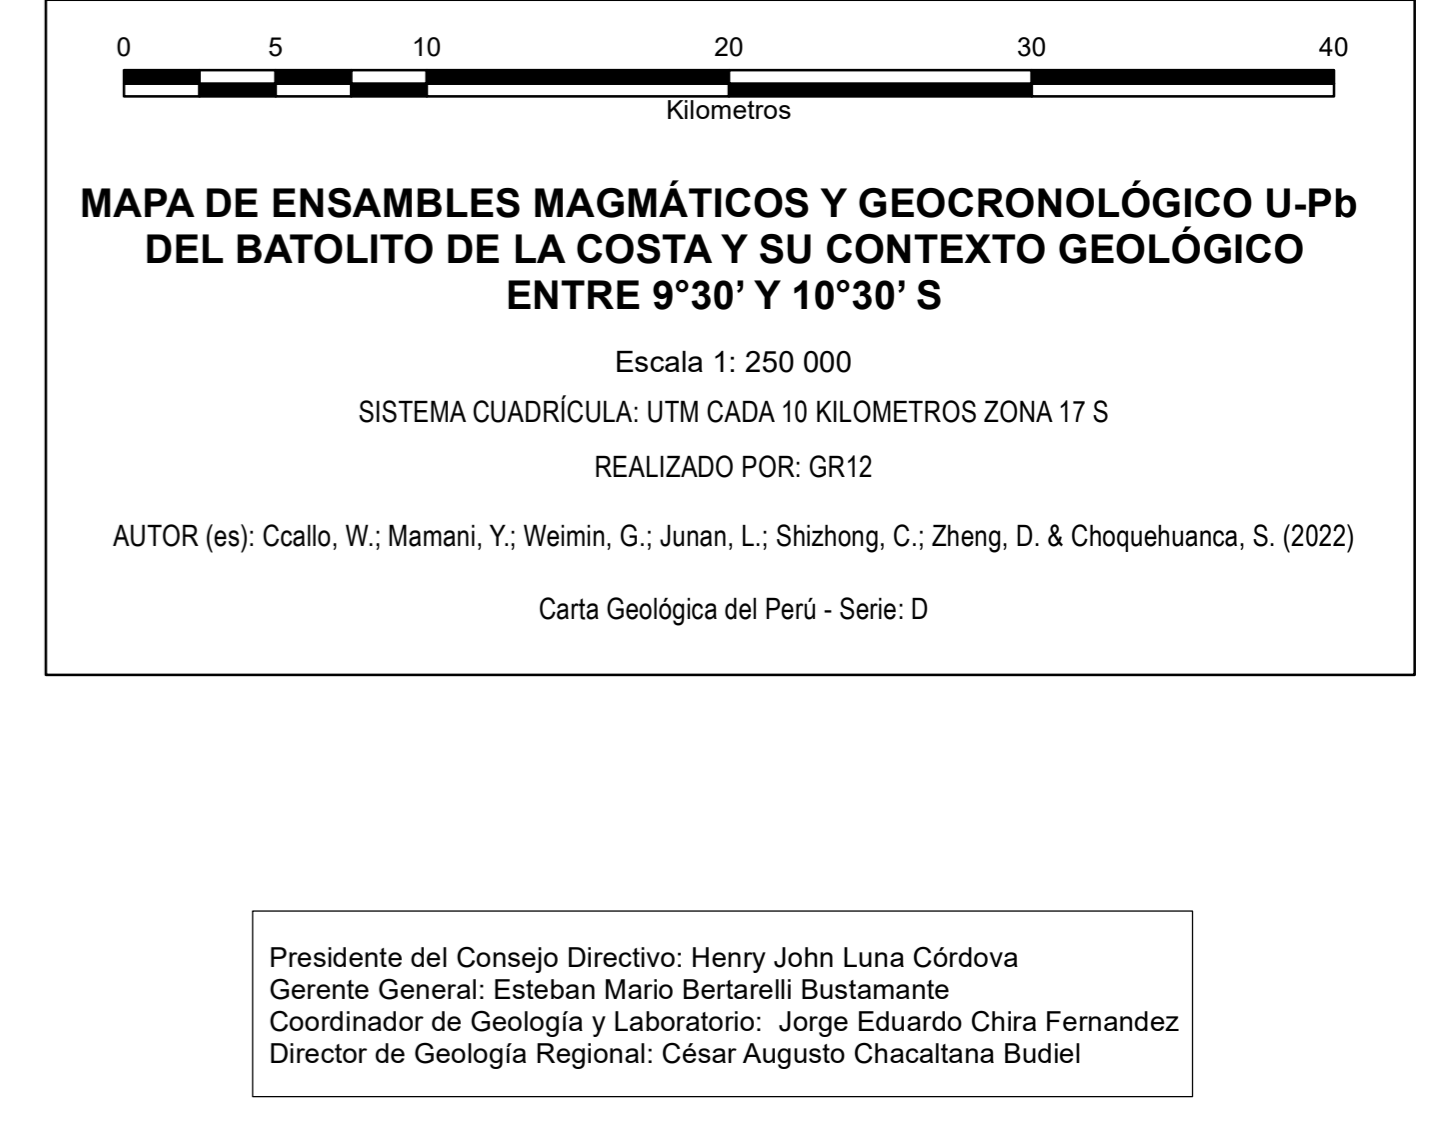 0 5 10 20 30 40
Kilometros
MAPA DE ENSAMBLES MAGMÁTICOS Y GEOCRONOLÓGICO U-Pb
DEL BATOLITO DE LA COSTA Y SU CONTEXTO GEOLÓGICO
ENTRE 9°30’ Y 10°30’ S
Escala 1: 250 000
SISTEMA CUADRÍCULA: UTM CADA 10 KILOMETROS ZONA 17 S
REALIZADO POR: GR12
AUTOR (es): Ccallo, W.; Mamani, Y.; Weimin, G.; Junan, L.; Shizhong, C.; Zheng, D. & Choquehuanca, S. (2022)
Carta Geológica del Perú - Serie: D
Presidente del Consejo Directivo: Henry John Luna Córdova
Gerente General: Esteban Mario Bertarelli Bustamante
Coordinador de Geología y Laboratorio: Jorge Eduardo Chira Fernandez
Director de Geología Regional: César Augusto Chacaltana Budiel